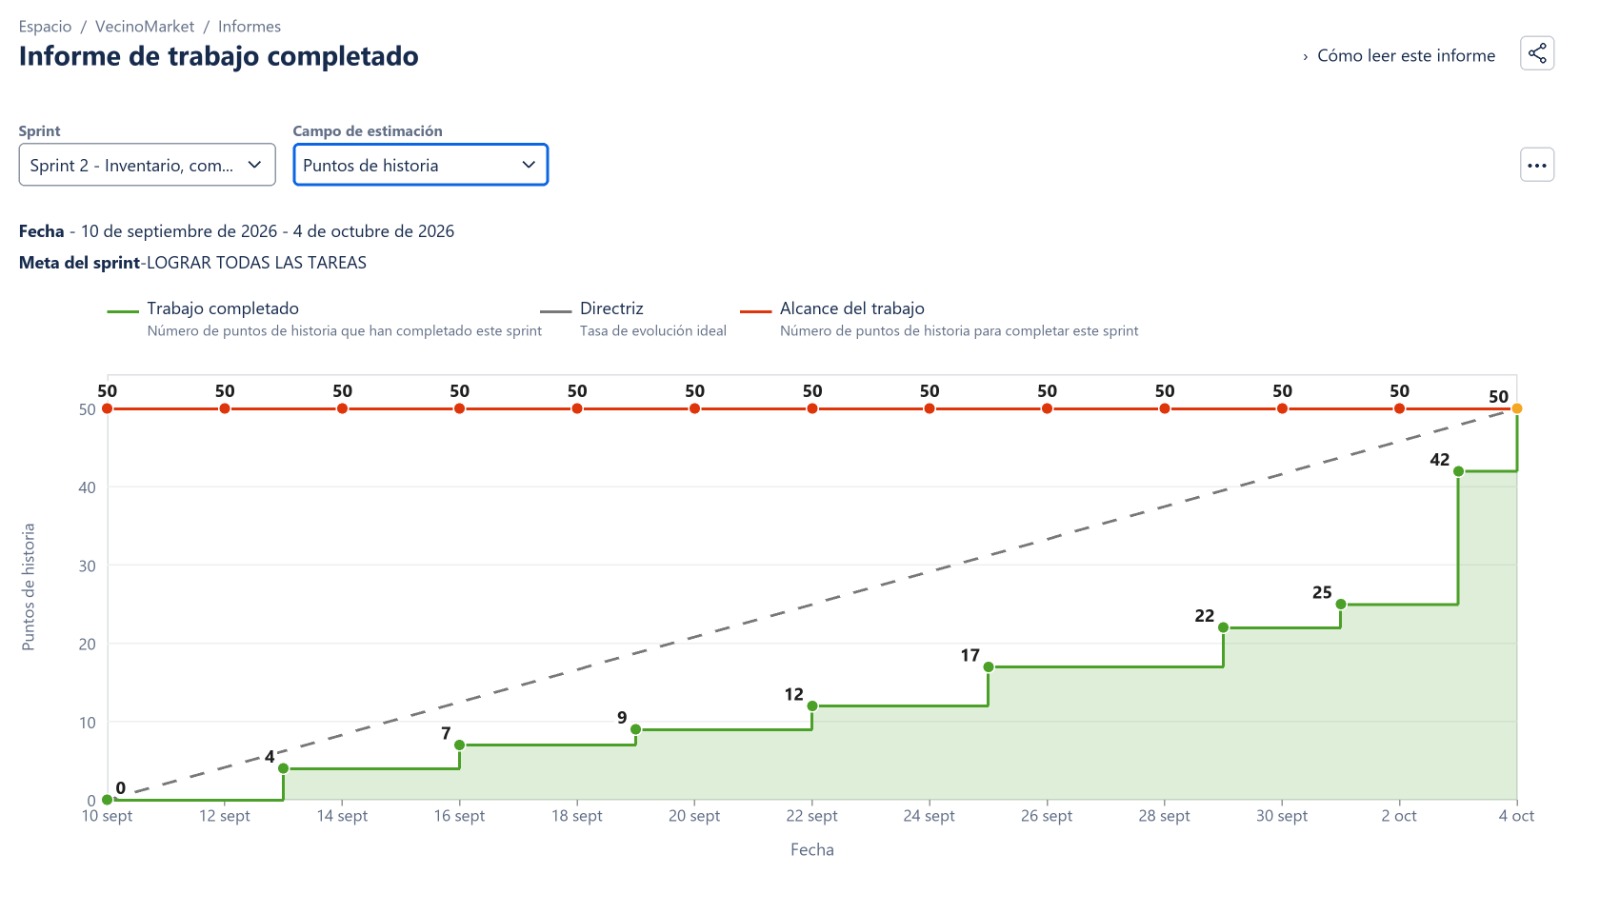 Espacio / VecinoMarket / Informes
Informe de trabajo completado
› Cómo leer este informe
Sprint
Campo de estimación
Sprint 2 - Inventario, com...
Puntos de historia
Fecha - 10 de septiembre de 2026 - 4 de octubre de 2026
Meta del sprint-LOGRAR TODAS LAS TAREAS
Trabajo completado
Número de puntos de historia que han completado este sprint
Directriz
Tasa de evolución ideal
Alcance del trabajo
Número de puntos de historia para completar este sprint
50 50 50 50 50 50 50 50 50 50 50 50 50
50
42
40
30
25
22
20
17
12
10
9
7
4
0
0
10 sept 12 sept 14 sept 16 sept 18 sept 20 sept 22 sept 24 sept 26 sept 28 sept 30 sept 2 oct 4 oct
Puntos de historia
Fecha